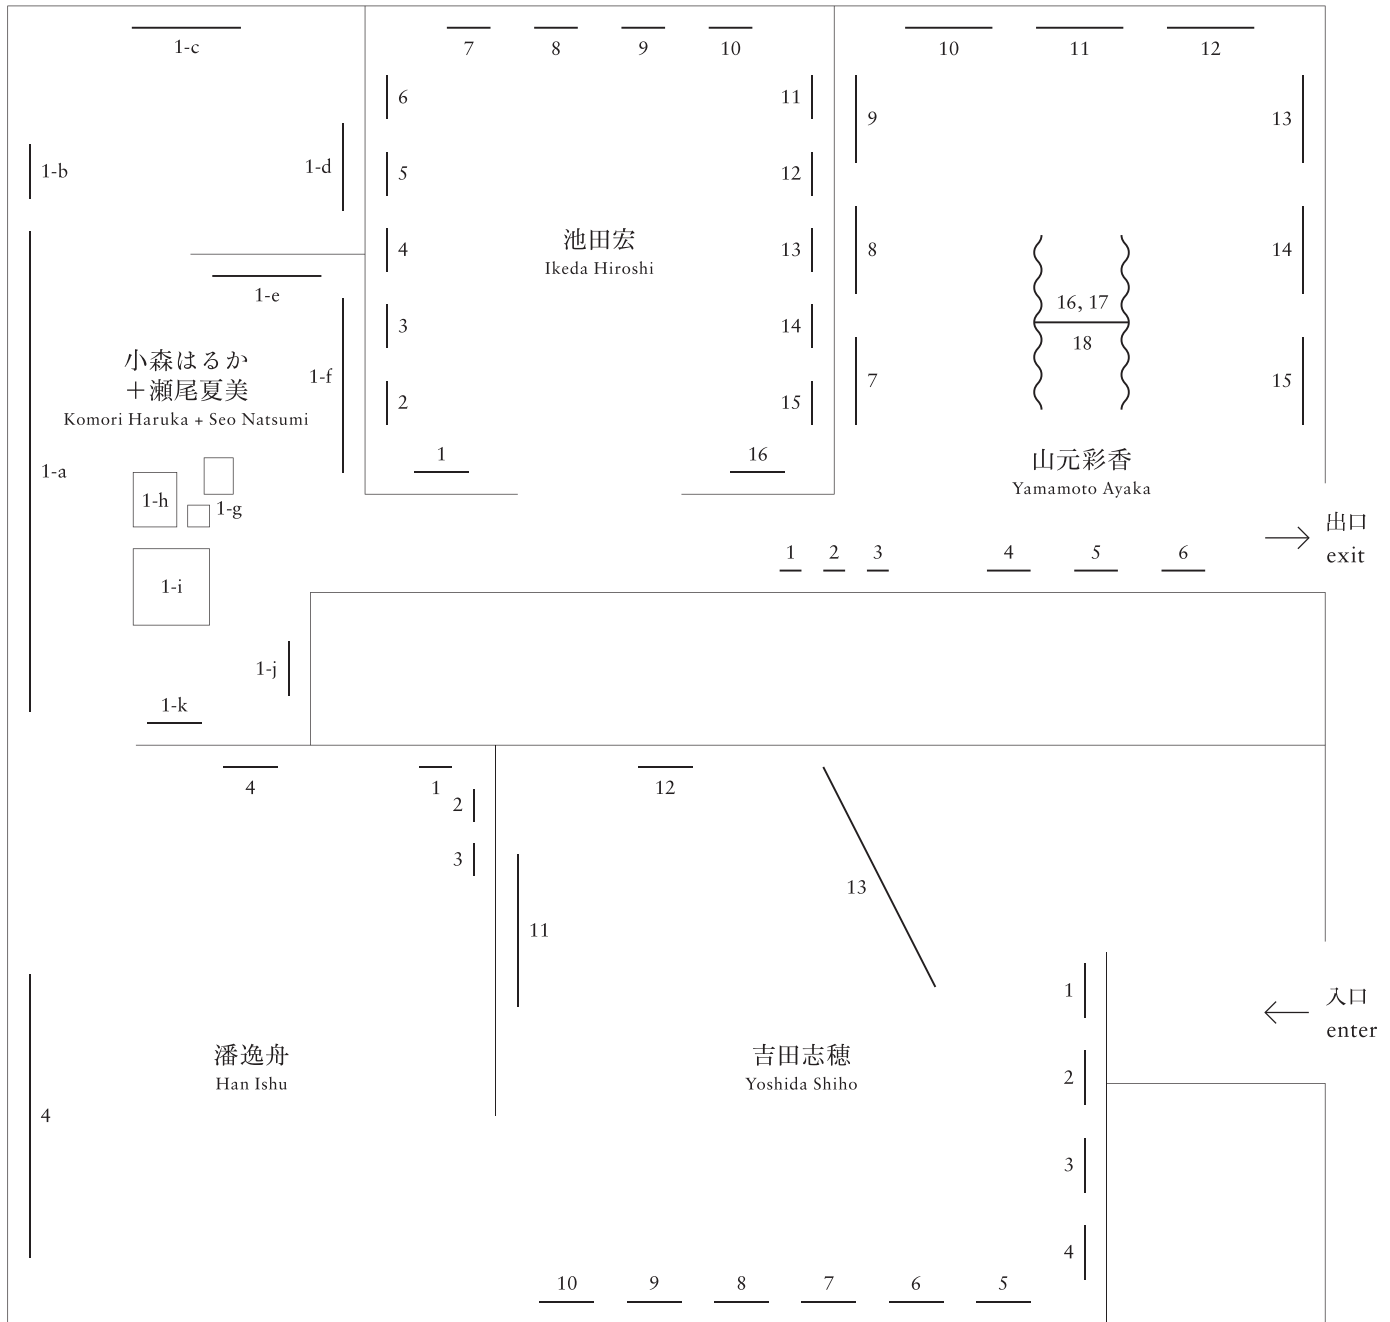 1-c
1-b
1-d
1-e
小森はるか
＋瀬尾夏美
Komori Haruka + Seo Natsumi
1-f
1-a
1-h
1-g
1-i
1-j
1-k
7
8
9
10
6
5
4
3
2
1
11
12
13
14
15
16
池田宏
Ikeda Hiroshi
10
11
12
9
8
7
13
14
15
16, 17
18
山元彩香
Yamamoto Ayaka
1
2
3
4
5
6
出口
exit
4
1
2
3
4
潘逸舟
Han Ishu
12
13
11
吉田志穂
Yoshida Shiho
1
2
3
4
10
9
8
7
6
5
入口
enter